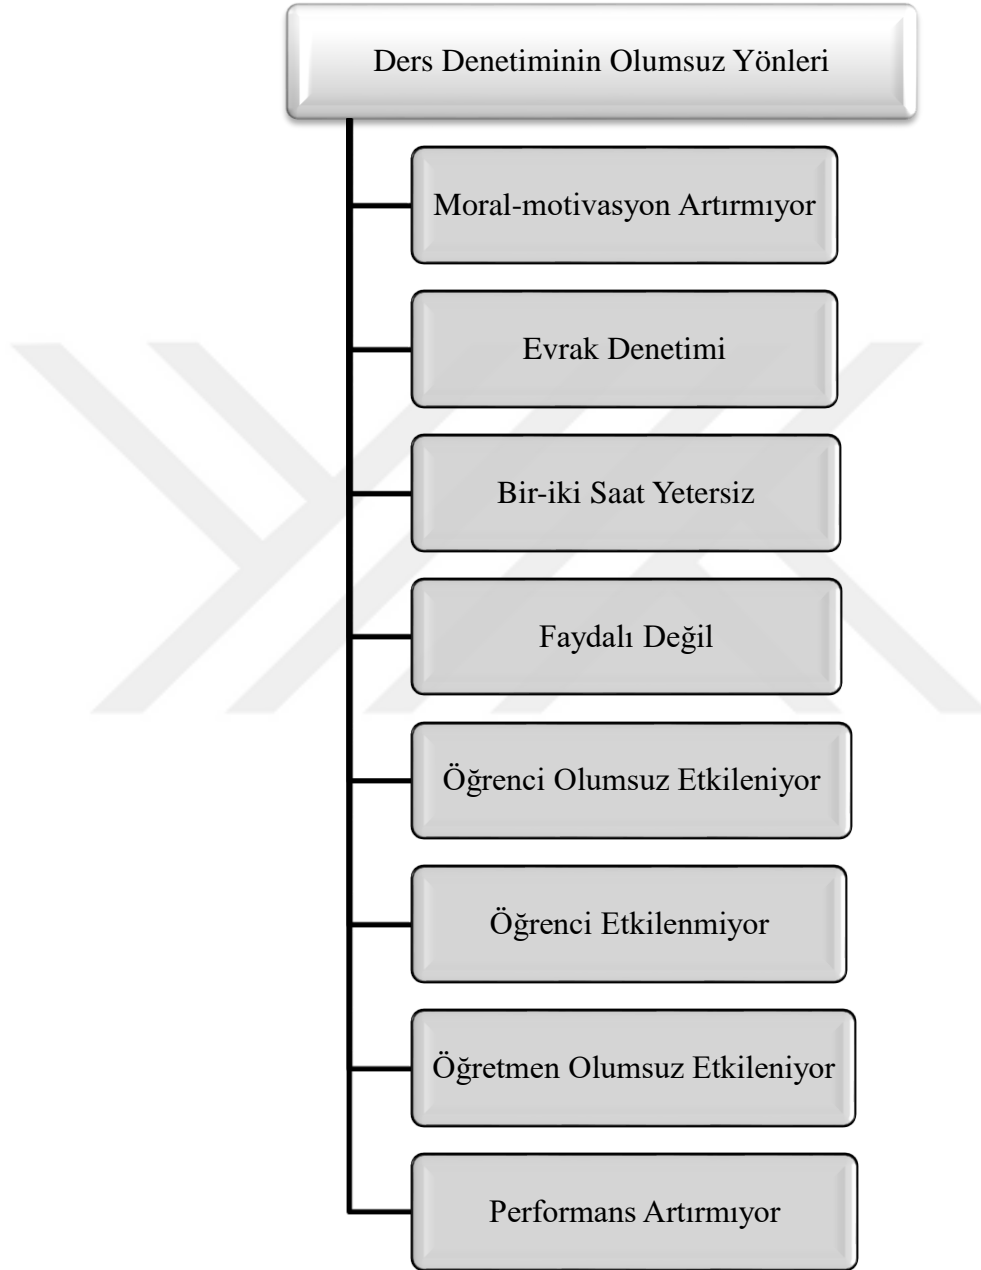 Ders Denetiminin Olumsuz Yönleri
Moral-motivasyon Artırmıyor
Evrak Denetimi
Bir-iki Saat Yetersiz
Faydalı Değil
Öğrenci Olumsuz Etkileniyor
Öğrenci Etkilenmiyor
Öğretmen Olumsuz Etkileniyor
Performans Artırmıyor